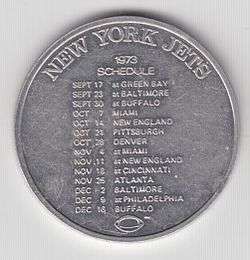 NEW YORK JETS
1973
SCHEDULE
SEPT 17 at GREEN BAY
SEPT 23 at BALTIMORE
SEPT 30 at BUFFALO
OCT 7 MIAMI
OCT 14 NEW ENGLAND
OCT 21 PITTSBURGH
OCT 28 DENVER
NOV 4 at MIAMI
NOV 11 at NEW ENGLAND
NOV 18 at CINCINNATI
NOV 25 ATLANTA
DEC 2 BALTIMORE
DEC 9 at PHILADELPHIA
DEC 16 BUFFALO